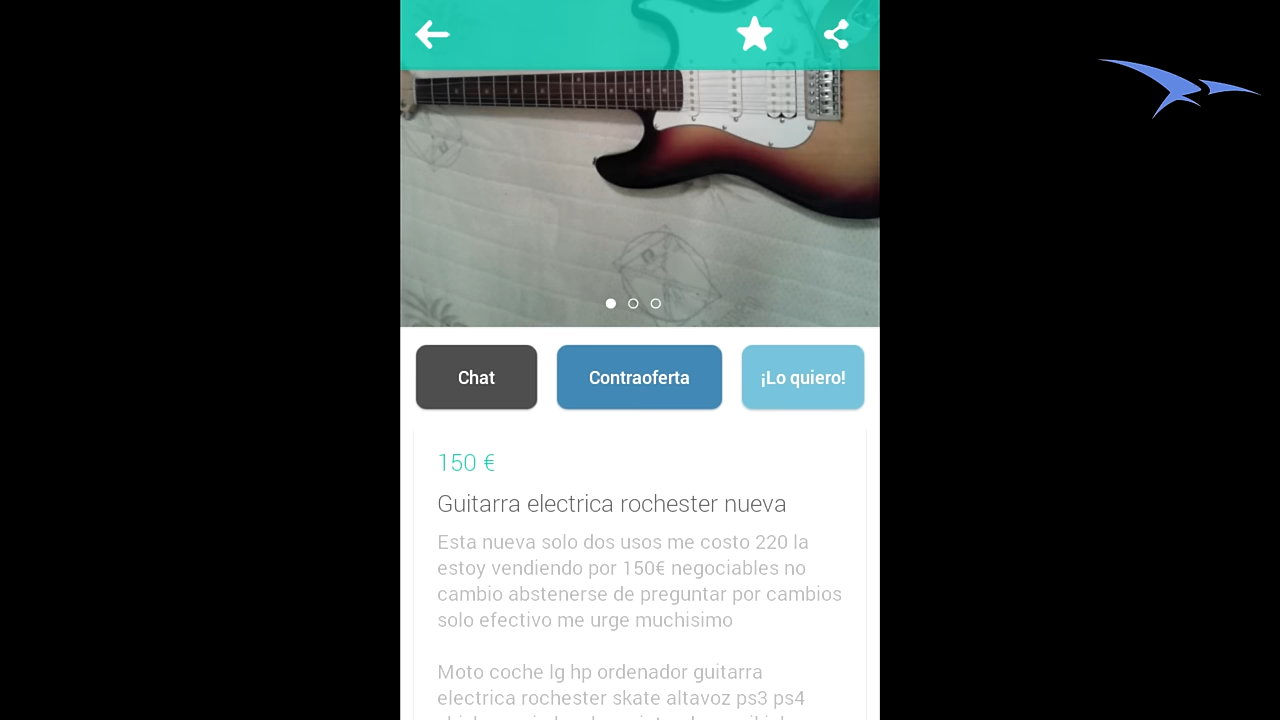 Chat
Contraoferta
¡Lo quiero!
150 €
Guitarra electrica rochester nueva
Esta nueva solo dos usos me costo 220 la
estoy vendiendo por 150€ negociables no
cambio abstenerse de preguntar por cambios
solo efectivo me urge muchisimo
Moto coche lg hp ordenador guitarra
electrica rochester skate altavoz ps3 ps4